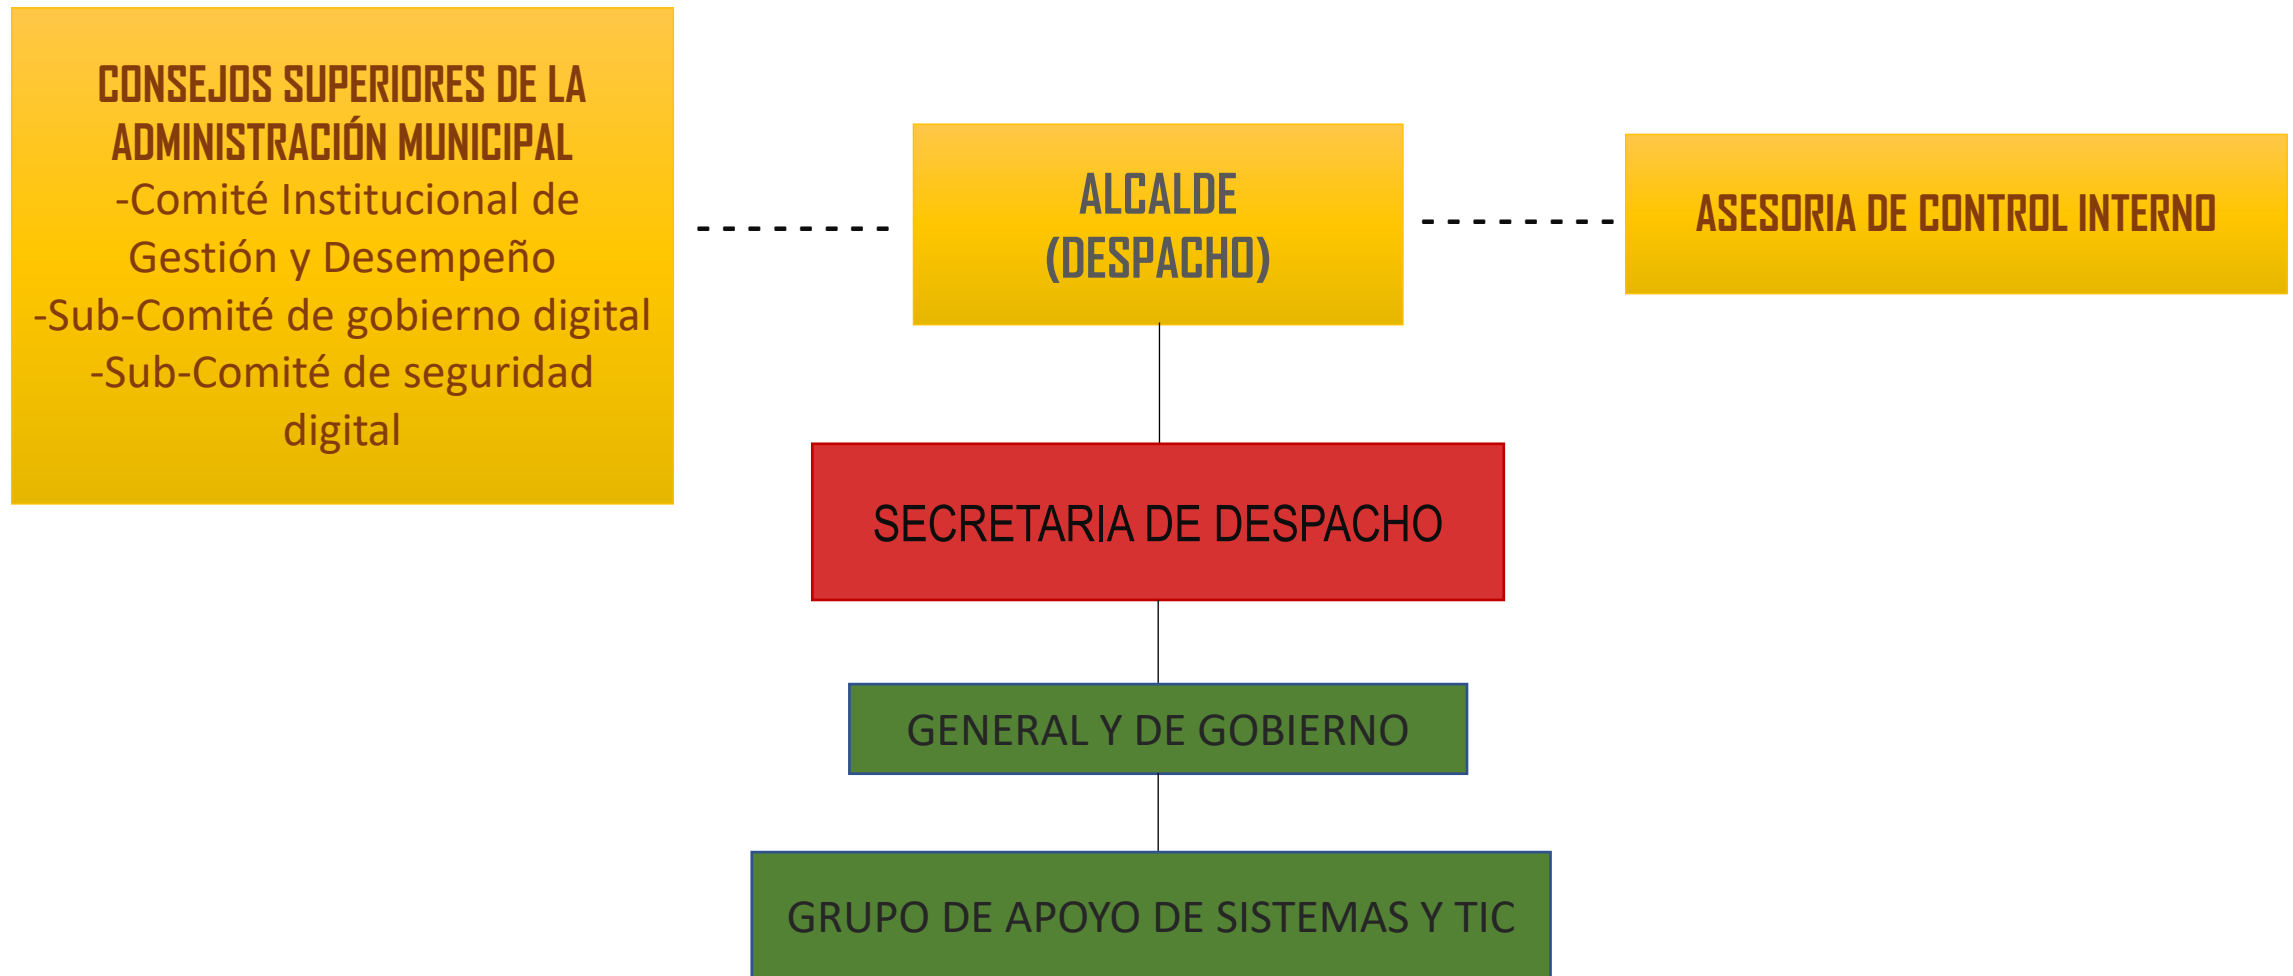 CONSEJOS SUPERIORES DE LA
ADMINISTRACIÓN MUNICIPAL
-Comité Institucional de
Gestión y Desempeño
-Sub-Comité de gobierno digital
-Sub-Comité de seguridad
digital
ALCALDE
(DESPACHO)
ASESORIA DE CONTROL INTERNO
SECRETARIA DE DESPACHO
GENERAL Y DE GOBIERNO
GRUPO DE APOYO DE SISTEMAS Y TIC